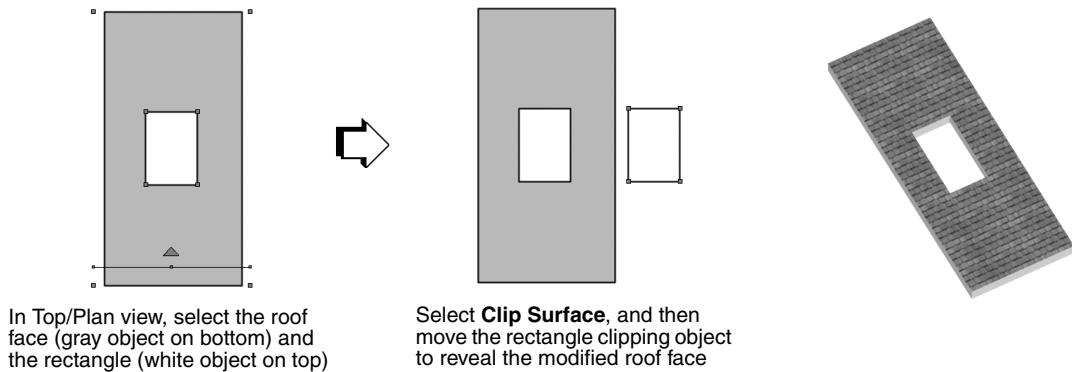 In Top/Plan view, select the roof
face (gray object on bottom) and
the rectangle (white object on top)
Select Clip Surface, and then
move the rectangle clipping object
to reveal the modified roof face